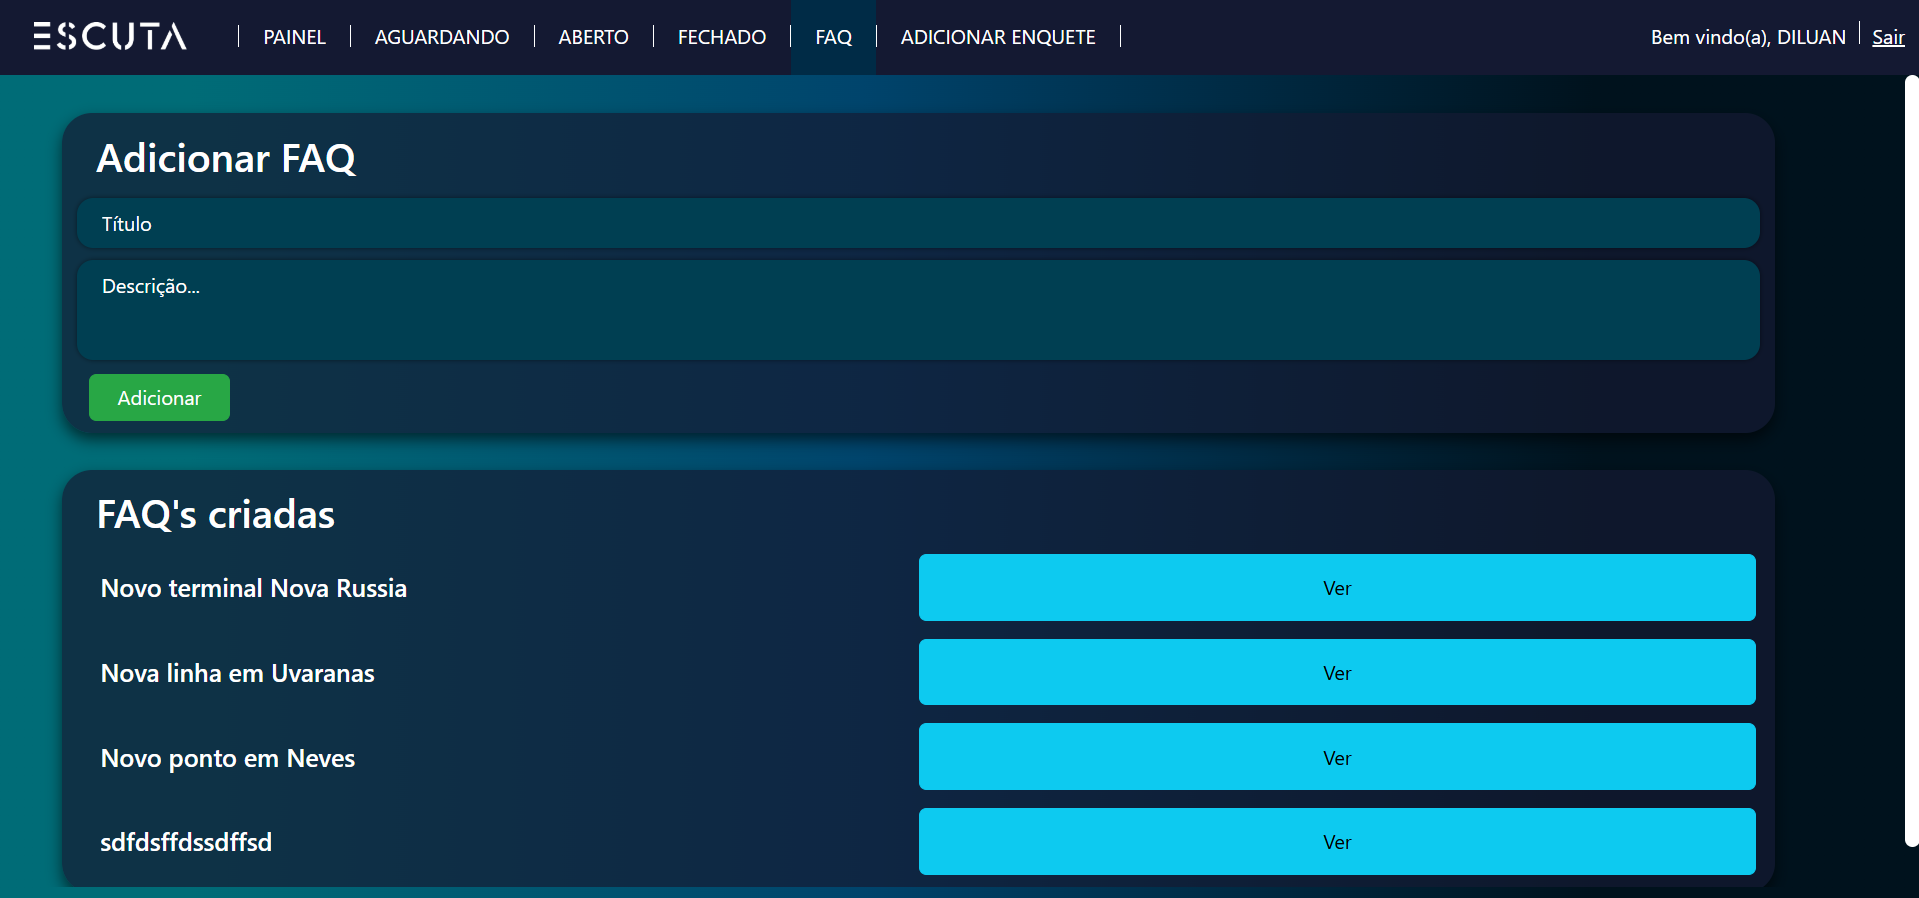 ESCUTA PAINEL AGUARDANDO ABERTO FECHADO FAQ ADICIONAR ENQUETE Bem vindo(a), DILUAN Sair
Adicionar FAQ
Título
Descrição...
Adicionar
FAQ's criadas
Novo terminal Nova Russia Ver
Nova linha em Uvaranas Ver
Novo ponto em Neves Ver
sdfdsffdssdffsd Ver